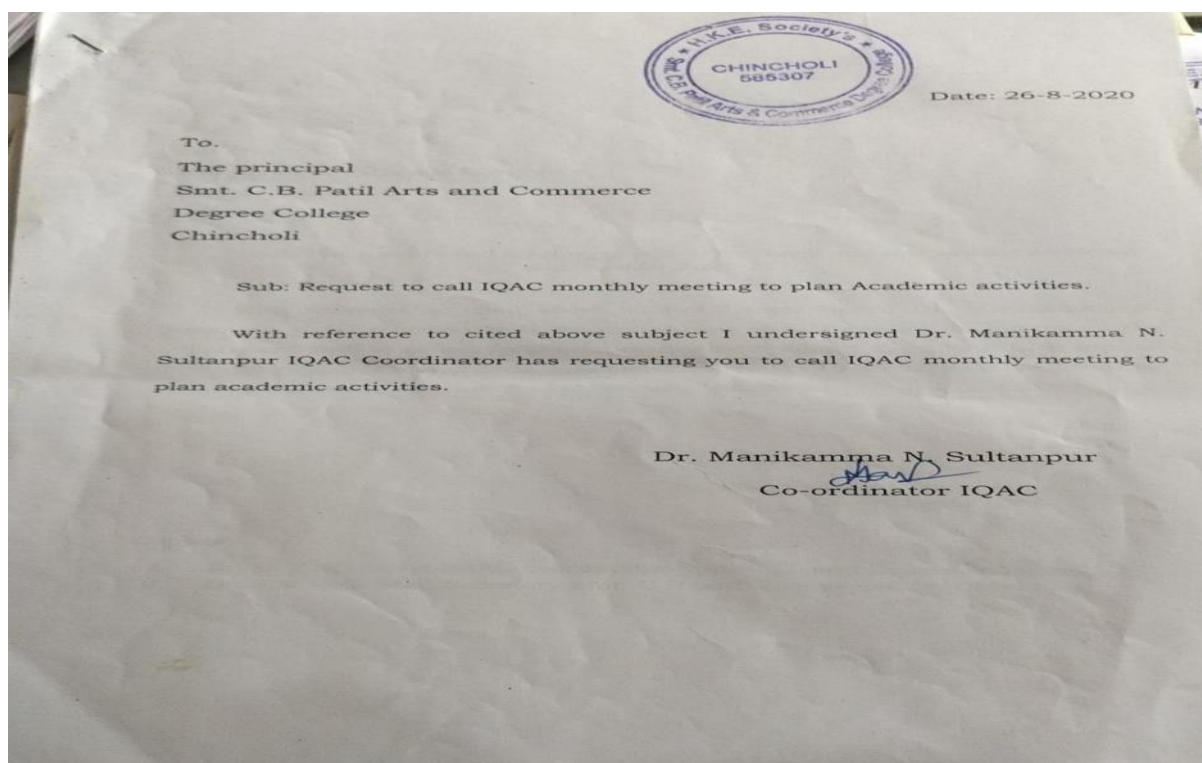 ★ H.K.E. Society's ★
CHINCHOLI
585307
Smt. C.B. Patil Arts & Commerce Degree College
Date: 26-8-2020
To.
The principal
Smt. C.B. Patil Arts and Commerce
Degree College
Chincholi
Sub: Request to call IQAC monthly meeting to plan Academic activities.
With reference to cited above subject I undersigned Dr. Manikamma N.
Sultanpur IQAC Coordinator has requesting you to call IQAC monthly meeting to
plan academic activities.
Dr. Manikamma N. Sultanpur
Co-ordinator IQAC